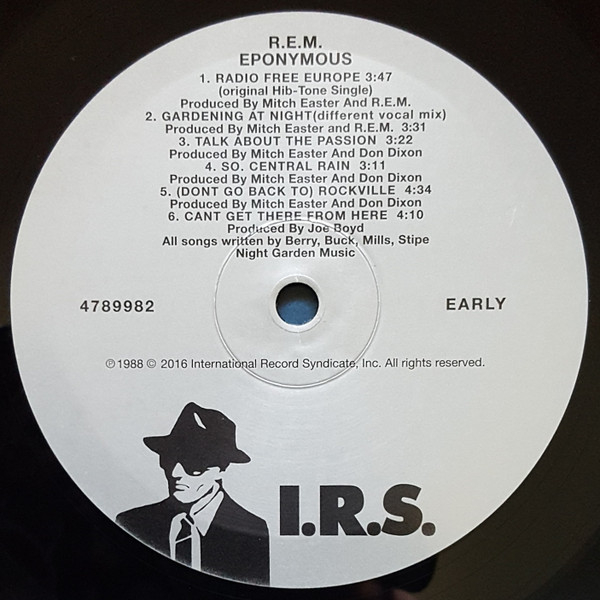 R.E.M.
EPONYMOUS
1. RADIO FREE EUROPE 3:47
(original Hib-Tone Single)
Produced By Mitch Easter And R.E.M.
2. GARDENING AT NIGHT(different vocal mix)
Produced By Mitch Easter and R.E.M. 3:31
3. TALK ABOUT THE PASSION 3:22
Produced By Mitch Easter And Don Dixon
4. SO. CENTRAL RAIN 3:11
Produced By Mitch Easter And Don Dixon
5. (DONT GO BACK TO) ROCKVILLE 4:34
Produced By Mitch Easter And Don Dixon
6. CANT GET THERE FROM HERE 4:10
Produced By Joe Boyd
All songs written by Berry, Buck, Mills, Stipe
Night Garden Music
4789982
EARLY
℗1988 © 2016 International Record Syndicate, Inc. All rights reserved.
I.R.S.